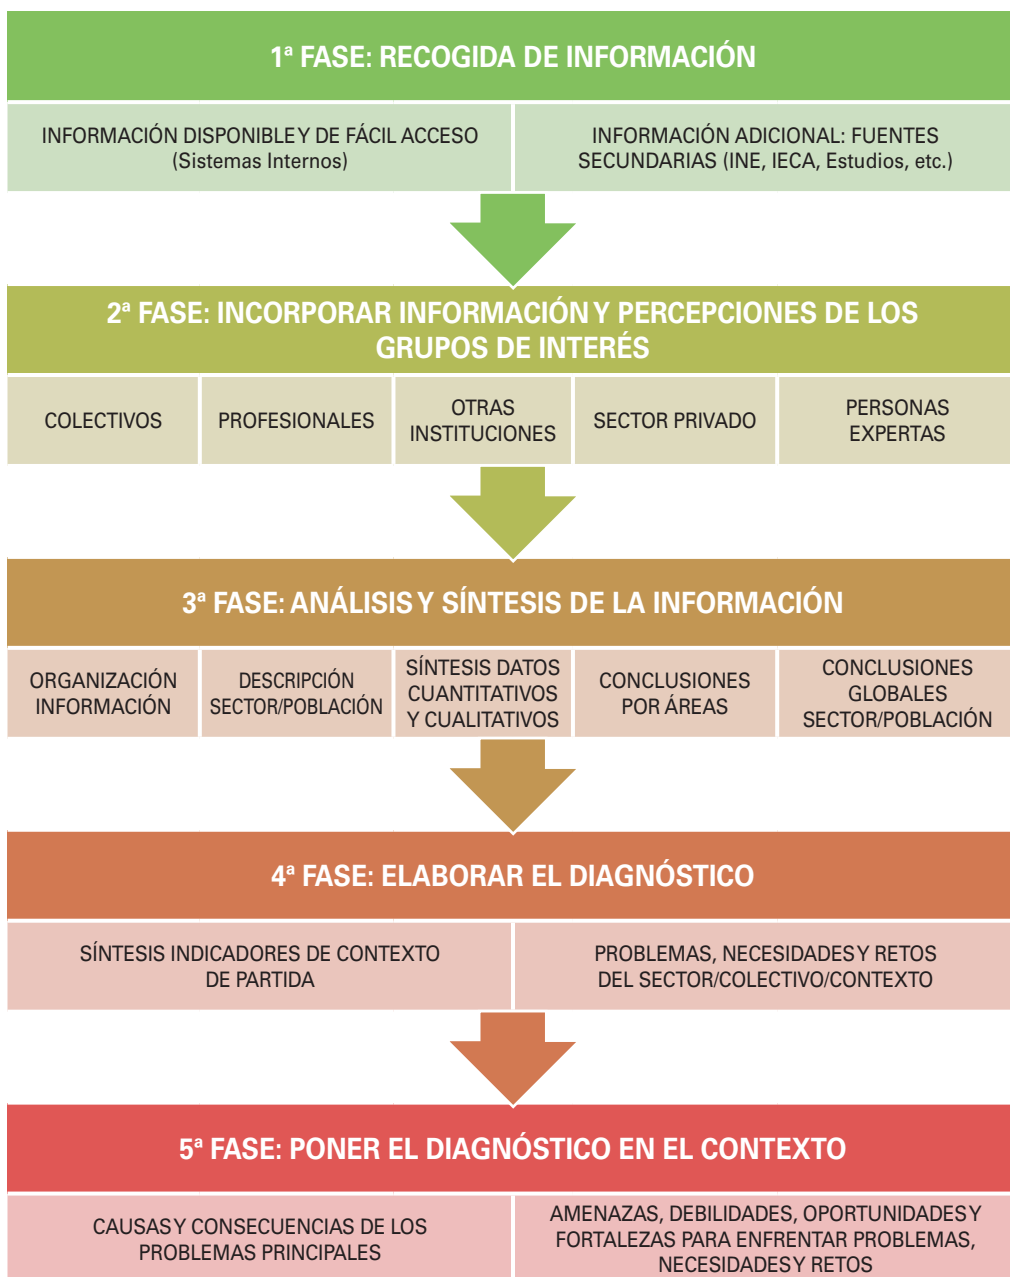 1ª FASE: RECOGIDA DE INFORMACIÓN
INFORMACIÓN DISPONIBLE Y DE FÁCIL ACCESO
(Sistemas Internos)
INFORMACIÓN ADICIONAL: FUENTES
SECUNDARIAS (INE, IECA, Estudios, etc.)
2ª FASE: INCORPORAR INFORMACIÓN Y PERCEPCIONES DE LOS
GRUPOS DE INTERÉS
COLECTIVOS
PROFESIONALES
OTRAS
INSTITUCIONES
SECTOR PRIVADO
PERSONAS
EXPERTAS
3ª FASE: ANÁLISIS Y SÍNTESIS DE LA INFORMACIÓN
ORGANIZACIÓN
INFORMACIÓN
DESCRIPCIÓN
SECTOR/POBLACIÓN
SÍNTESIS DATOS
CUANTITATIVOS
Y CUALITATIVOS
CONCLUSIONES
POR ÁREAS
CONCLUSIONES
GLOBALES
SECTOR/POBLACIÓN
4ª FASE: ELABORAR EL DIAGNÓSTICO
SÍNTESIS INDICADORES DE CONTEXTO
DE PARTIDA
PROBLEMAS, NECESIDADES Y RETOS
DEL SECTOR/COLECTIVO/CONTEXTO
5ª FASE: PONER EL DIAGNÓSTICO EN EL CONTEXTO
CAUSAS Y CONSECUENCIAS DE LOS
PROBLEMAS PRINCIPALES
AMENAZAS, DEBILIDADES, OPORTUNIDADES Y
FORTALEZAS PARA ENFRENTAR PROBLEMAS,
NECESIDADES Y RETOS